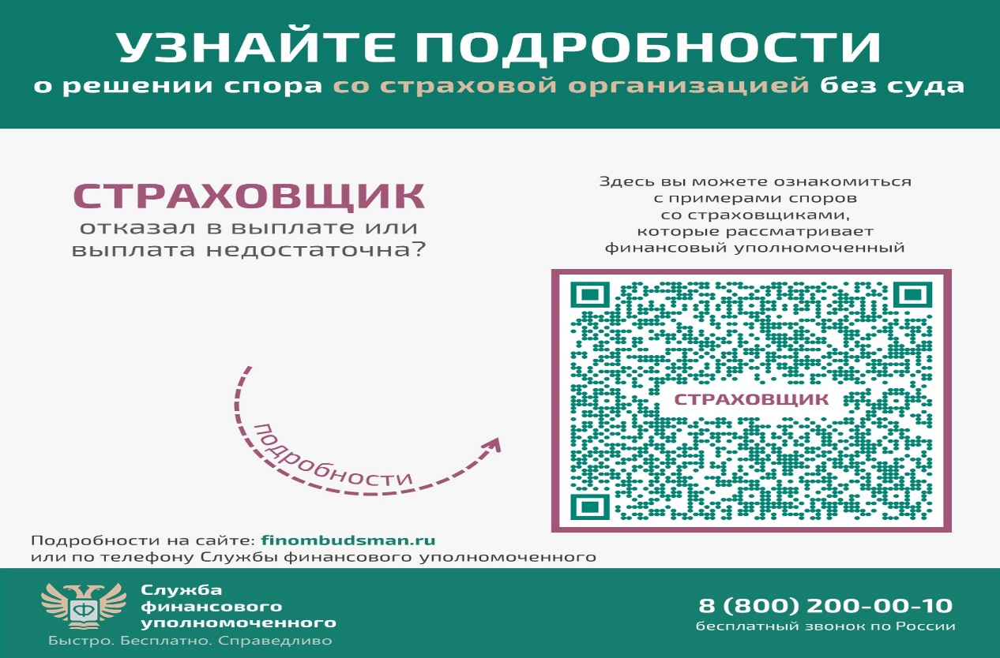 УЗНАЙТЕ ПОДРОБНОСТИ
о решении спора со страховой организацией без суда
СТРАХОВЩИК
отказал в выплате или
выплата недостаточна?
Здесь вы можете ознакомиться
с примерами споров
со страховщиками,
которые рассматривает
финансовый уполномоченный
СТРАХОВЩИК
подробности
Подробности на сайте: finombudsman.ru
или по телефону Службы финансового уполномоченного
Служба
финансового
уполномоченного
Быстро. Бесплатно. Справедливо
8 (800) 200-00-10
бесплатный звонок по России